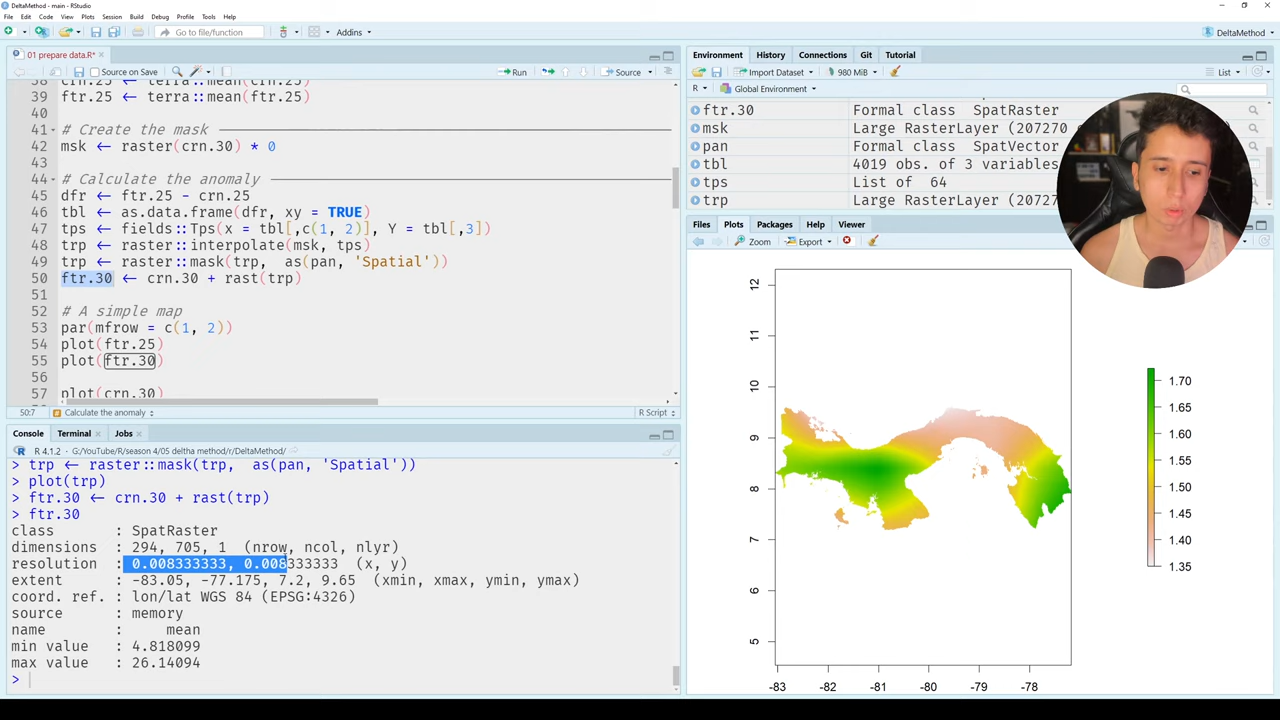 DeltaMethod - main - RStudio
File Edit Code View Plots Session Build Debug Profile Tools Help
Go to file/function
Addins
DeltaMethod
01 prepare data.R*
Source on Save
Run
Source
38 crn.25 ← terra::mean(crn.25)
39 ftr.25 ← terra::mean(ftr.25)
40
41 # Create the mask
42 msk ← raster(crn.30) * 0
43
44 # Calculate the anomaly
45 dfr ← ftr.25 - crn.25
46 tbl ← as.data.frame(dfr, xy = TRUE)
47 tps ← fields::Tps(x = tbl[,c(1, 2)], Y = tbl[,3])
48 trp ← raster::interpolate(msk, tps)
49 trp ← raster::mask(trp,  as(pan, 'Spatial'))
50 ftr.30 ← crn.30 + rast(trp)
51
52 # A simple map
53 par(mfrow = c(1, 2))
54 plot(ftr.25)
55 plot(ftr.30)
56
57 plot(crn.30)
50:7 # Calculate the anomaly
R Script
Console Terminal Jobs
R 4.1.2 · G:/YouTube/R/season 4/05 deltha method/r/DeltaMethod/
> trp ← raster::mask(trp,  as(pan, 'Spatial'))
> plot(trp)
> ftr.30 ← crn.30 + rast(trp)
> ftr.30
class : SpatRaster
dimensions : 294, 705, 1  (nrow, ncol, nlyr)
resolution : 0.008333333, 0.008333333  (x, y)
extent : -83.05, -77.175, 7.2, 9.65  (xmin, xmax, ymin, ymax)
coord. ref. : lon/lat WGS 84 (EPSG:4326)
source : memory
name : mean
min value : 4.818099
max value : 26.14094
>
Environment History Connections Git Tutorial
Import Dataset 980 MiB List
R Global Environment
ftr.30 Formal class SpatRaster
msk Large RasterLayer (207270
pan Formal class SpatVector
tbl 4019 obs. of 3 variables
tps List of 64
trp Large RasterLayer (207270
Files Plots Packages Help Viewer
Zoom Export
12
11
10
9
8
7
6
5
-83 -82 -81 -80 -79 -78
1.70
1.65
1.60
1.55
1.50
1.45
1.40
1.35